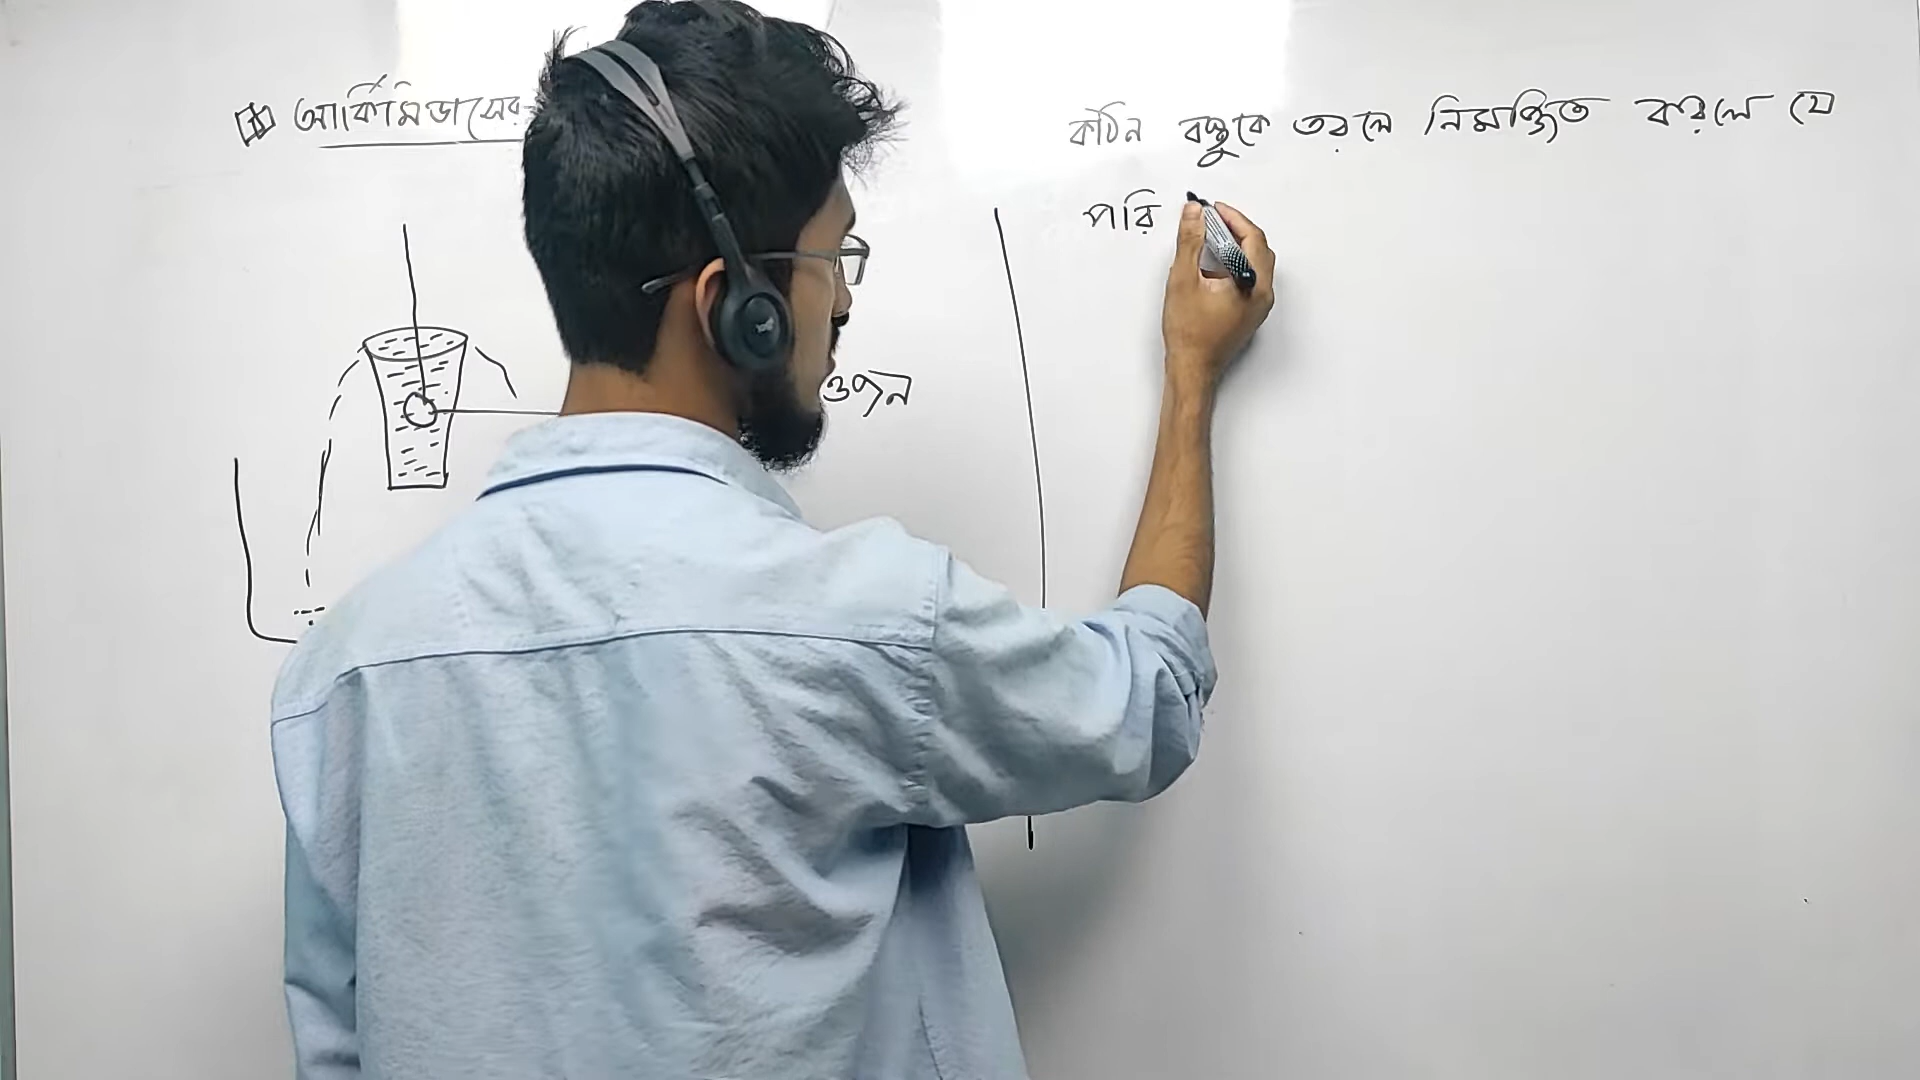 আর্কিমিডাসের
কঠিন বস্তুকে তরলে নিমজ্জিত করলে যে
পরি
ওজন